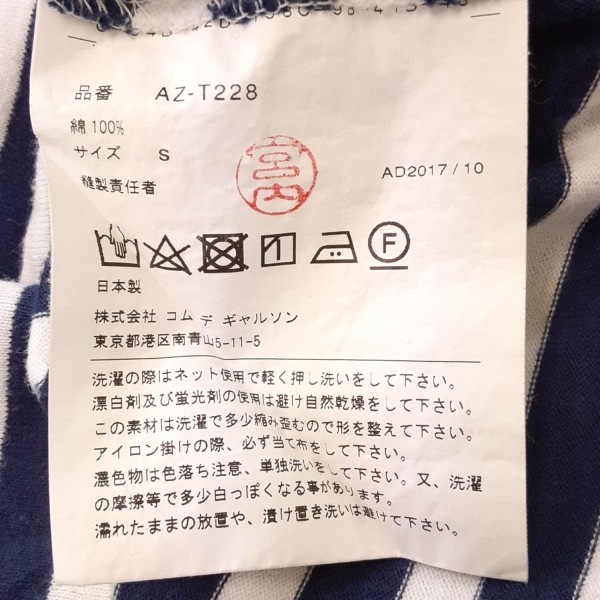 品番 AZ-T228
綿 100%
サイズ S
縫製責任者
宮内
AD2017 / 10
F
日本製
株式会社 コム デ ギャルソン
東京都港区南青山5-11-5
洗濯の際はネット使用で軽く押し洗いをして下さい。
漂白剤及び蛍光剤の使用は避け自然乾燥をして下さい。
この素材は洗濯で多少縮み歪むので形を整えて下さい。
アイロン掛けの際、必ず当て布をして下さい。
濃色物は色落ち注意、単独洗いをして下さい。又、洗濯
の摩擦等で多少白っぽくなる事があります。
濡れたままの放置や、漬け置き洗いは避けて下さい。